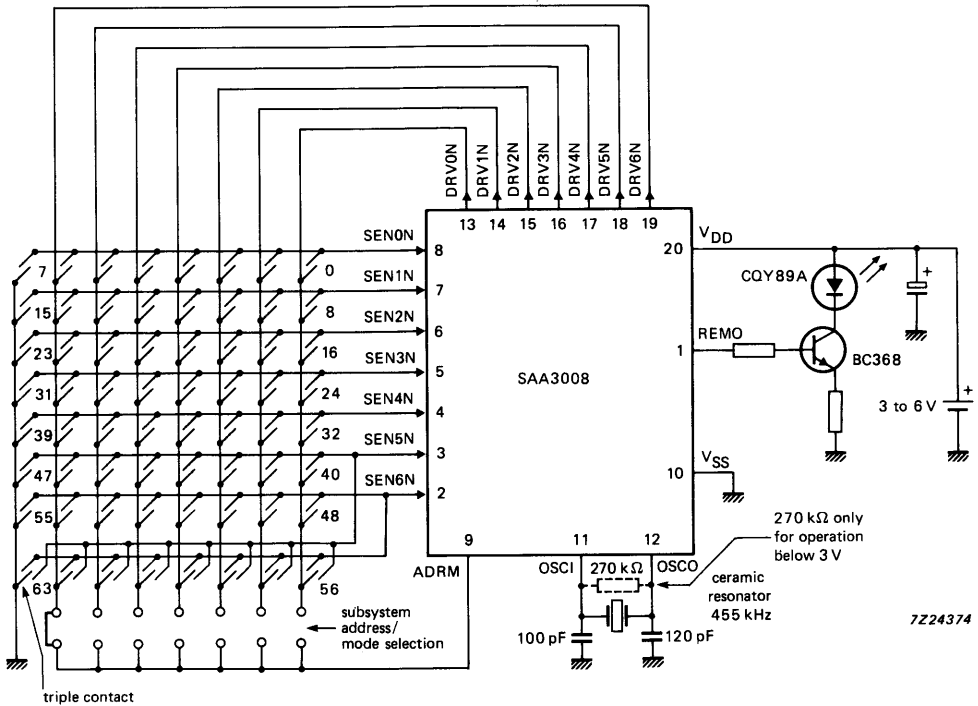 DRV0N
DRV1N
DRV2N
DRV3N
DRV4N
DRV5N
DRV6N
13 14 15 16 17 18 19
SEN0N
8
SEN1N
7
SEN2N
6
SEN3N
5
SEN4N
4
SEN5N
3
SEN6N
2
7
0
15
8
23
16
31
24
39
32
47
40
55
48
63
56
SAA3008
20
VDD
CQY89A
+
REMO
1
BC368
+
3 to 6 V
10
VSS
9
ADRM
11
12
OSCI
270 kΩ
OSCO
270 kΩ only
for operation
below 3 V
ceramic
resonator
455 kHz
100 pF
120 pF
subsystem
address/
mode selection
triple contact
7Z24374